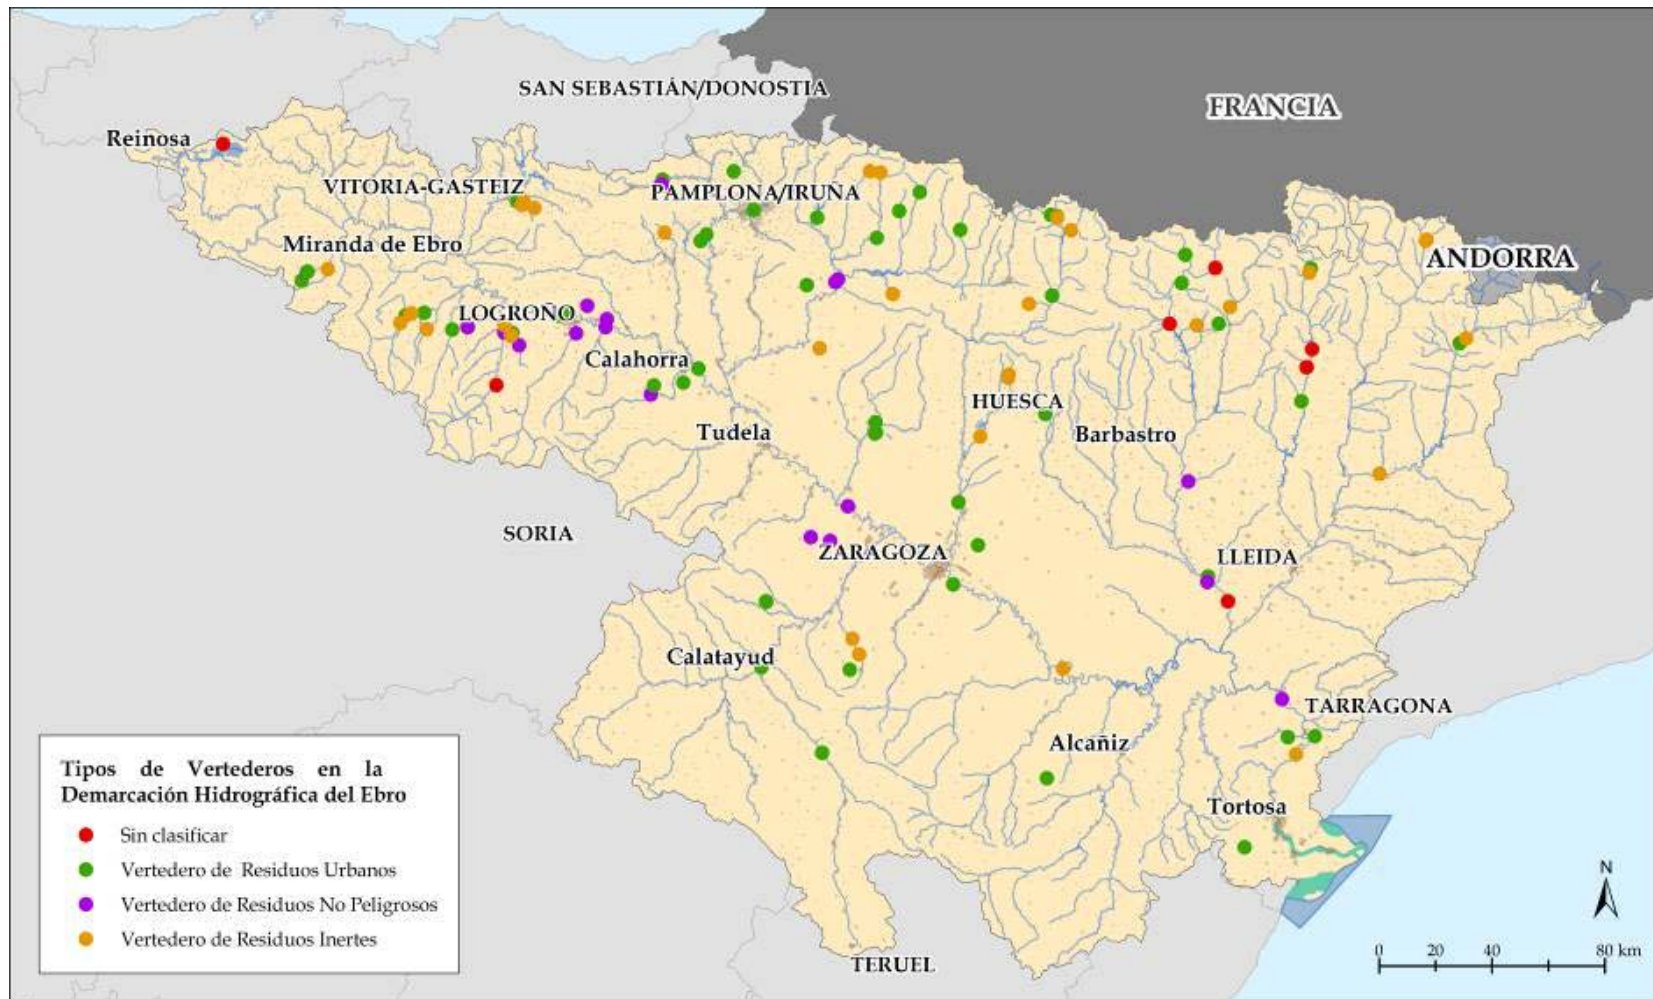 SAN SEBASTIÁN/DONOSTIA
FRANCIA
Reinosa
VITORIA-GASTEIZ
PAMPLONA/IRUÑA
Miranda de Ebro
ANDORRA
LOGROÑO
Calahorra
HUESCA
Tudela
Barbastro
SORIA
ZARAGOZA
LLEIDA
Calatayud
TARRAGONA
Alcañiz
Tortosa
TERUEL
Tipos de Vertederos en la
Demarcación Hidrográfica del Ebro
Sin clasificar
Vertedero de Residuos Urbanos
Vertedero de Residuos No Peligrosos
Vertedero de Residuos Inertes
N
0 20 40 80 km